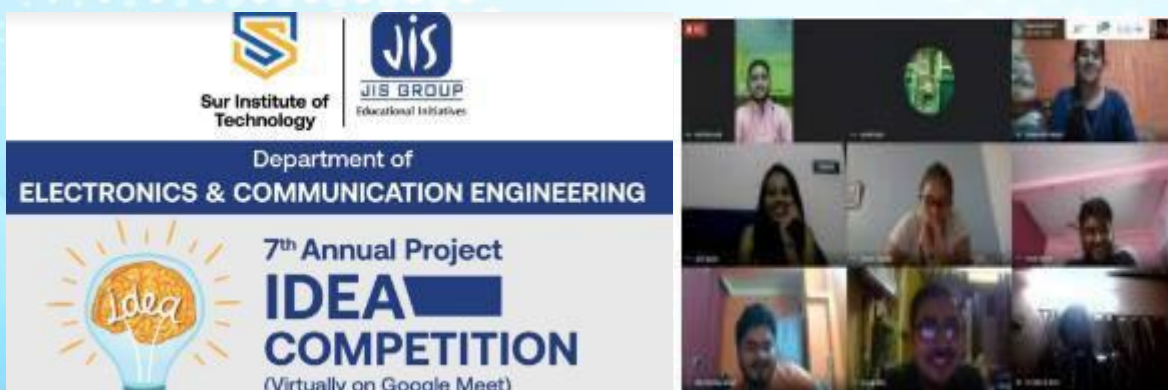 Sur Institute of
Technology
JIS
JIS GROUP
Educational Initiatives
Department of
ELECTRONICS & COMMUNICATION ENGINEERING
7th Annual Project
IDEA
COMPETITION
(Virtually on Google Meet)
idea